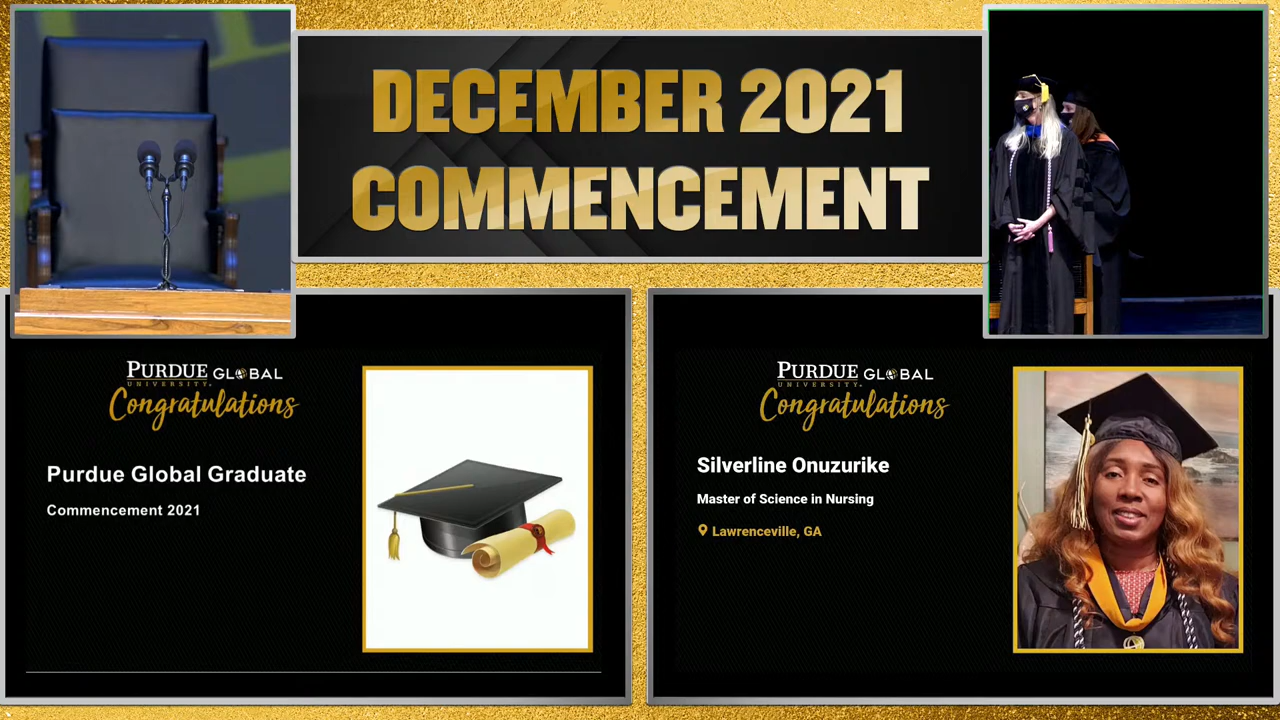 DECEMBER 2021
COMMENCEMENT
PURDUE GLOBAL
UNIVERSITY.
Congratulations
Purdue Global Graduate
Commencement 2021
PURDUE GLOBAL
UNIVERSITY.
Congratulations
Silverline Onuzurike
Master of Science in Nursing
Lawrenceville, GA